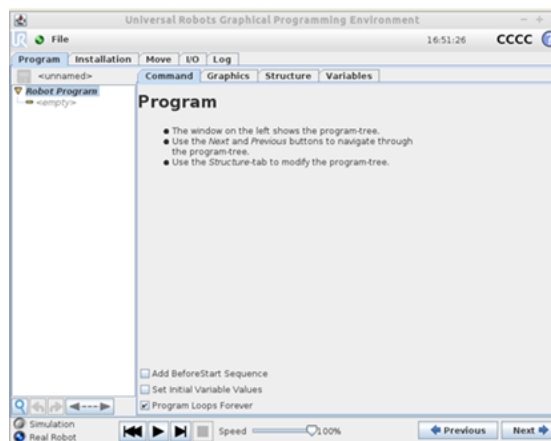 Universal Robots Graphical Programming Environment
File 16:51:26 CCCC ?
Program Installation Move I/O Log
<unnamed> Command Graphics Structure Variables
Robot Program
<empty>
Program
● The window on the left shows the program-tree.
● Use the Next and Previous buttons to navigate through
the program-tree.
● Use the Structure-tab to modify the program-tree.
Add BeforeStart Sequence
Set Initial Variable Values
Program Loops Forever
Simulation
Real Robot
Speed 100% Previous Next